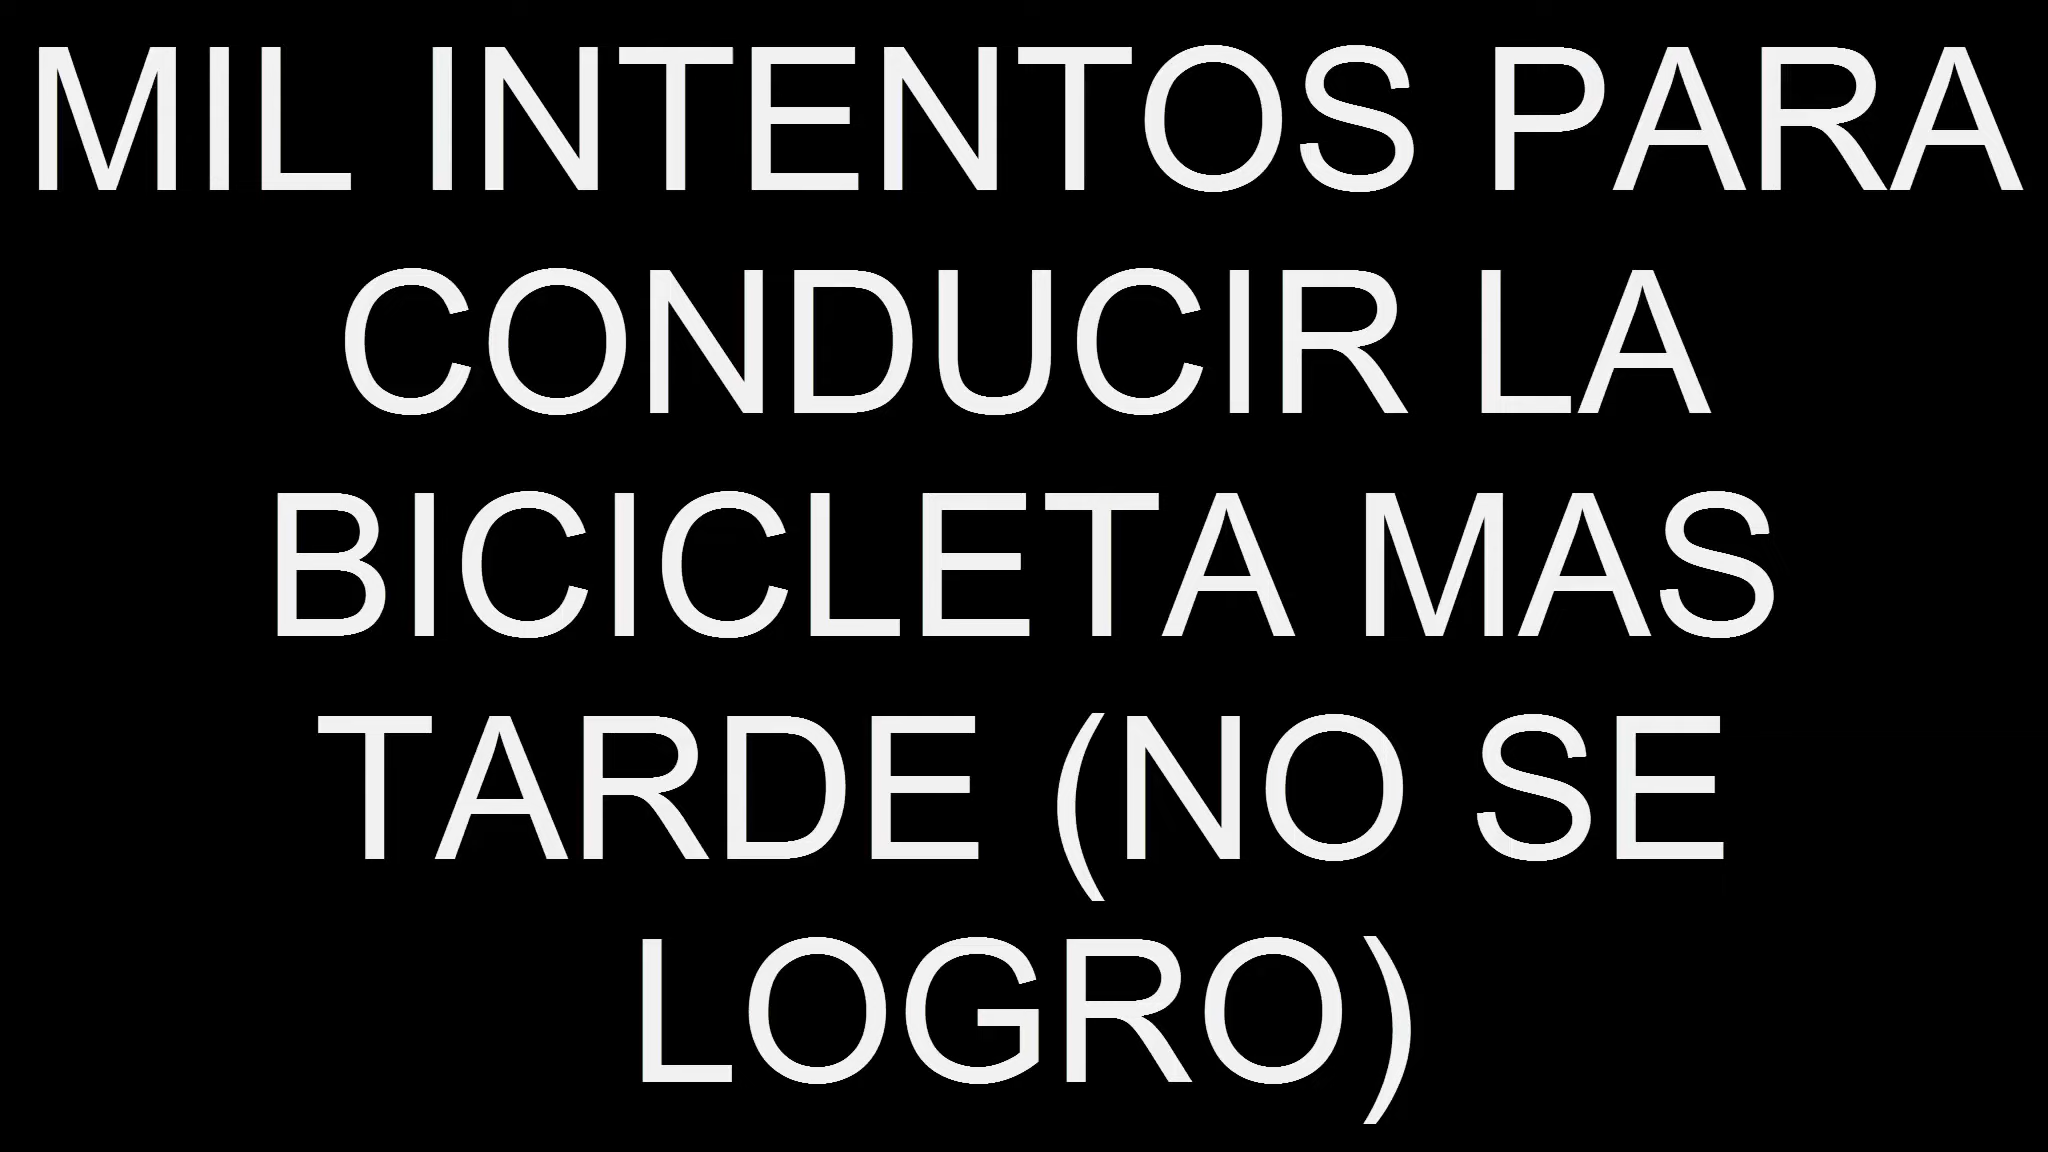 MIL INTENTOS PARA
CONDUCIR LA
BICICLETA MAS
TARDE (NO SE
LOGRO)